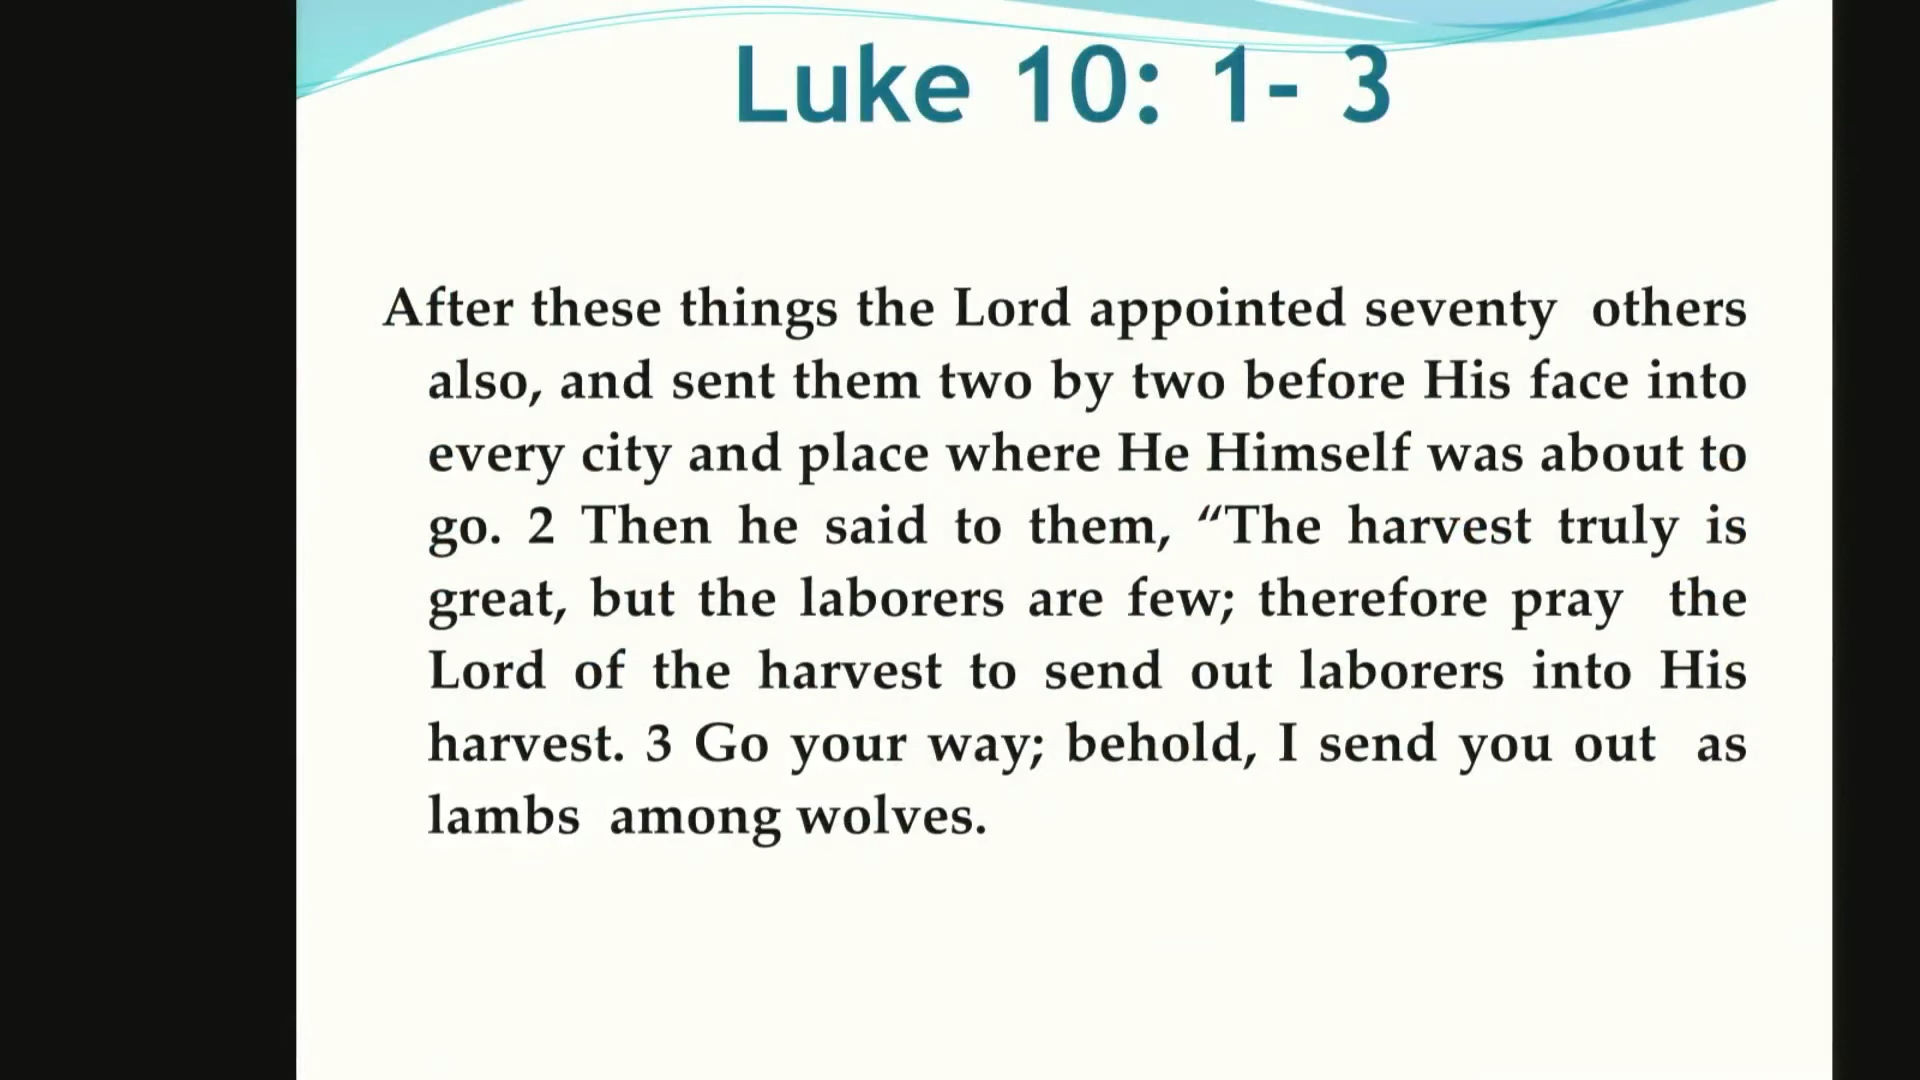 Luke 10: 1- 3
After these things the Lord appointed seventy others
also, and sent them two by two before His face into
every city and place where He Himself was about to
go. 2 Then he said to them, “The harvest truly is
great, but the laborers are few; therefore pray the
Lord of the harvest to send out laborers into His
harvest. 3 Go your way; behold, I send you out as
lambs among wolves.